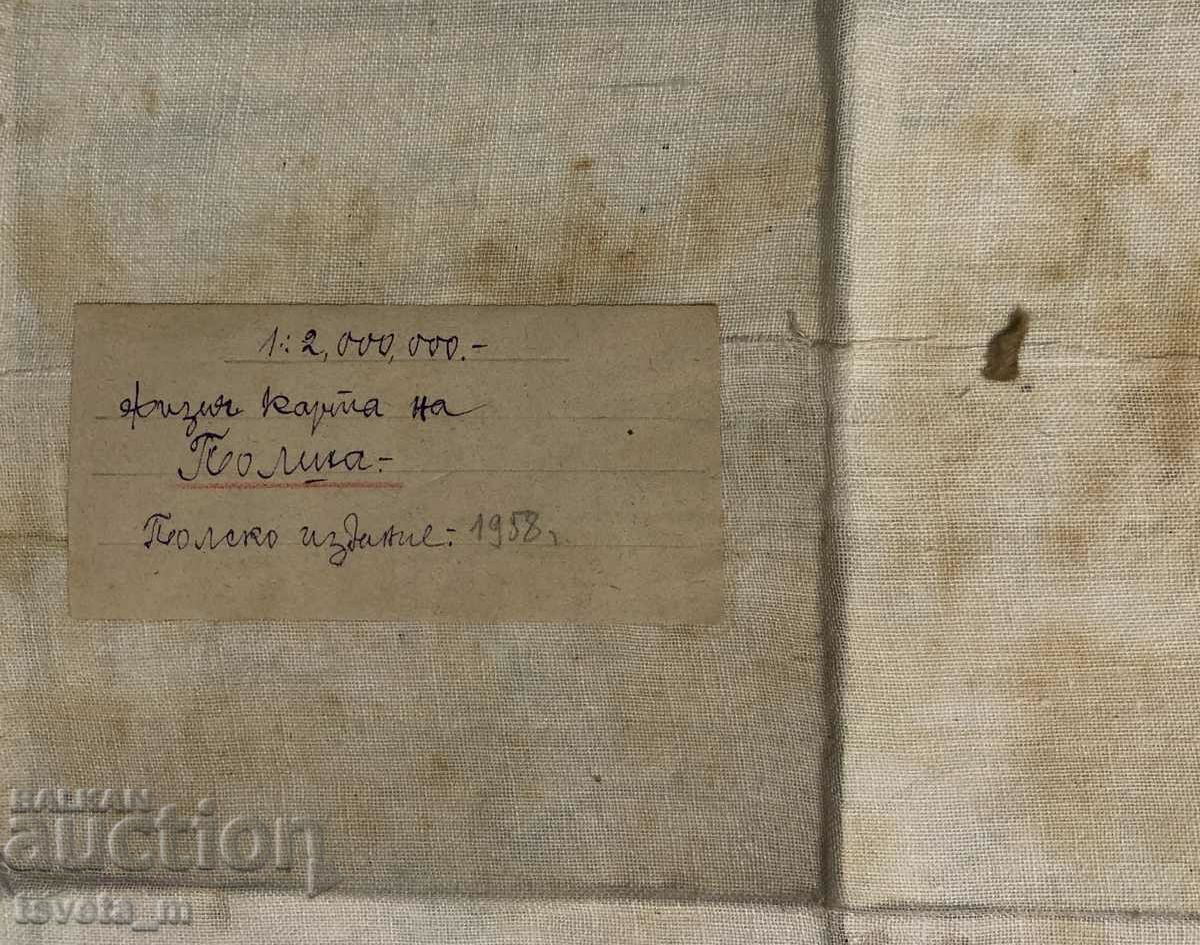 1:2,000,000.-
Физич карта на
Полша:-
Полско издание:- 1958 г.
BALKAN
auction
tsveta_m